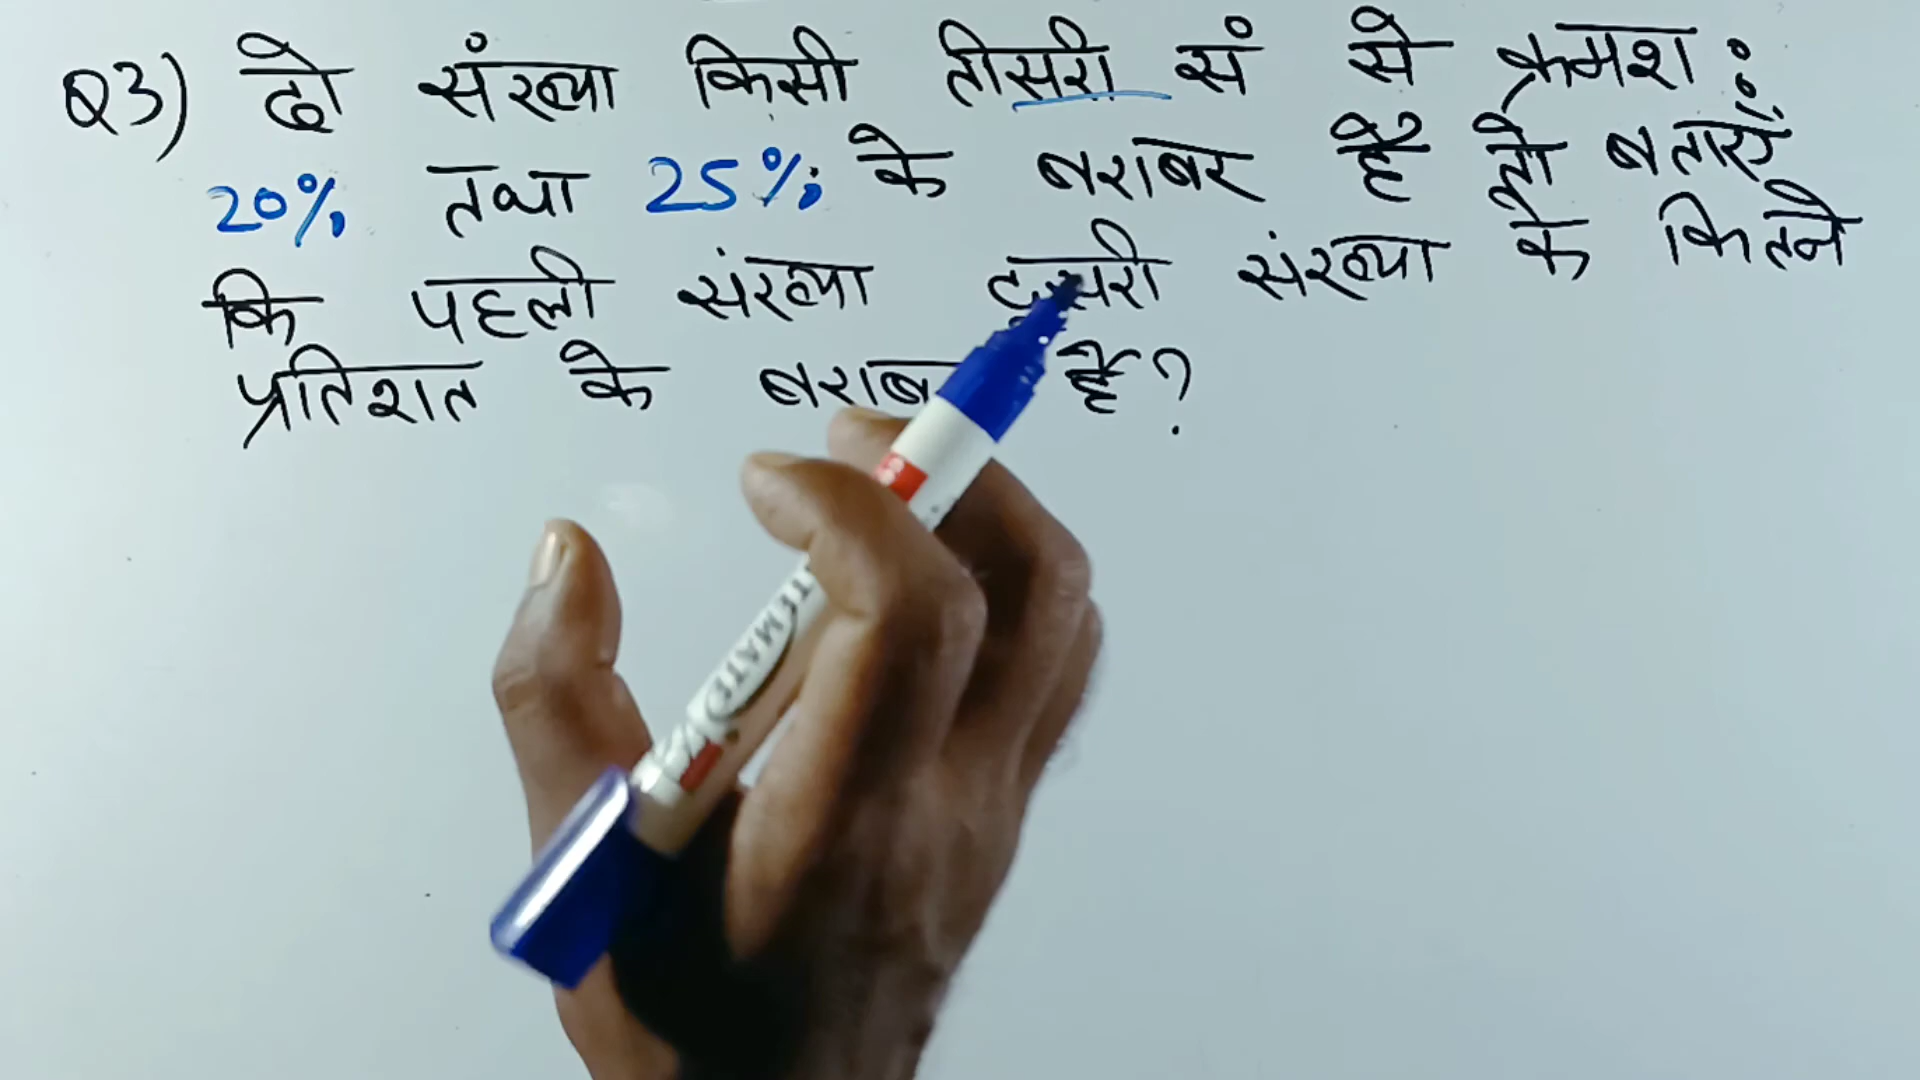 Q3) दो संख्या किसी तीसरी सं से क्रमश:
20% तथा 25% के बराबर है तो बताएँ
कि पहली संख्या दूसरी संख्या के कितने
प्रतिशत के बराबर है?